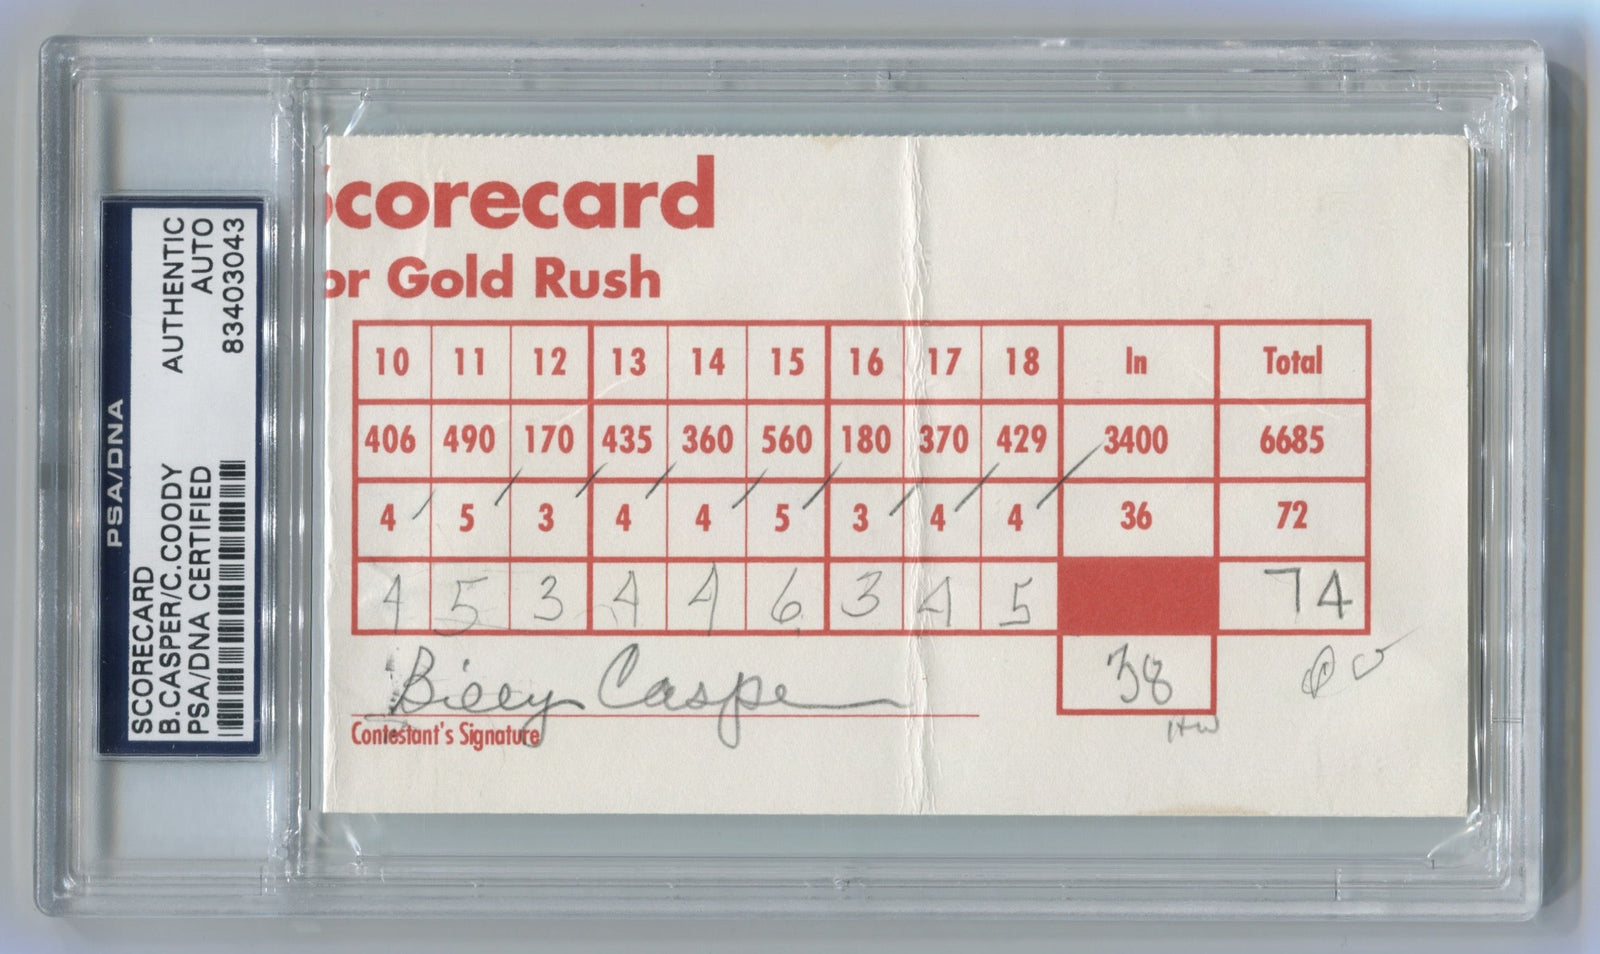 PSA/DNA
SCORECARD AUTHENTIC
B.CASPER/C.COODY AUTO
PSA/DNA CERTIFIED 83403043
corecard
or Gold Rush
10 11 12 13 14 15 16 17 18 In Total
406 490 170 435 360 560 180 370 429 3400 6685
4 5 3 4 4 5 3 4 4 36 72
4 5 3 4 4 6 3 4 5 74
Billy Casper 38
Contestant's Signature HW